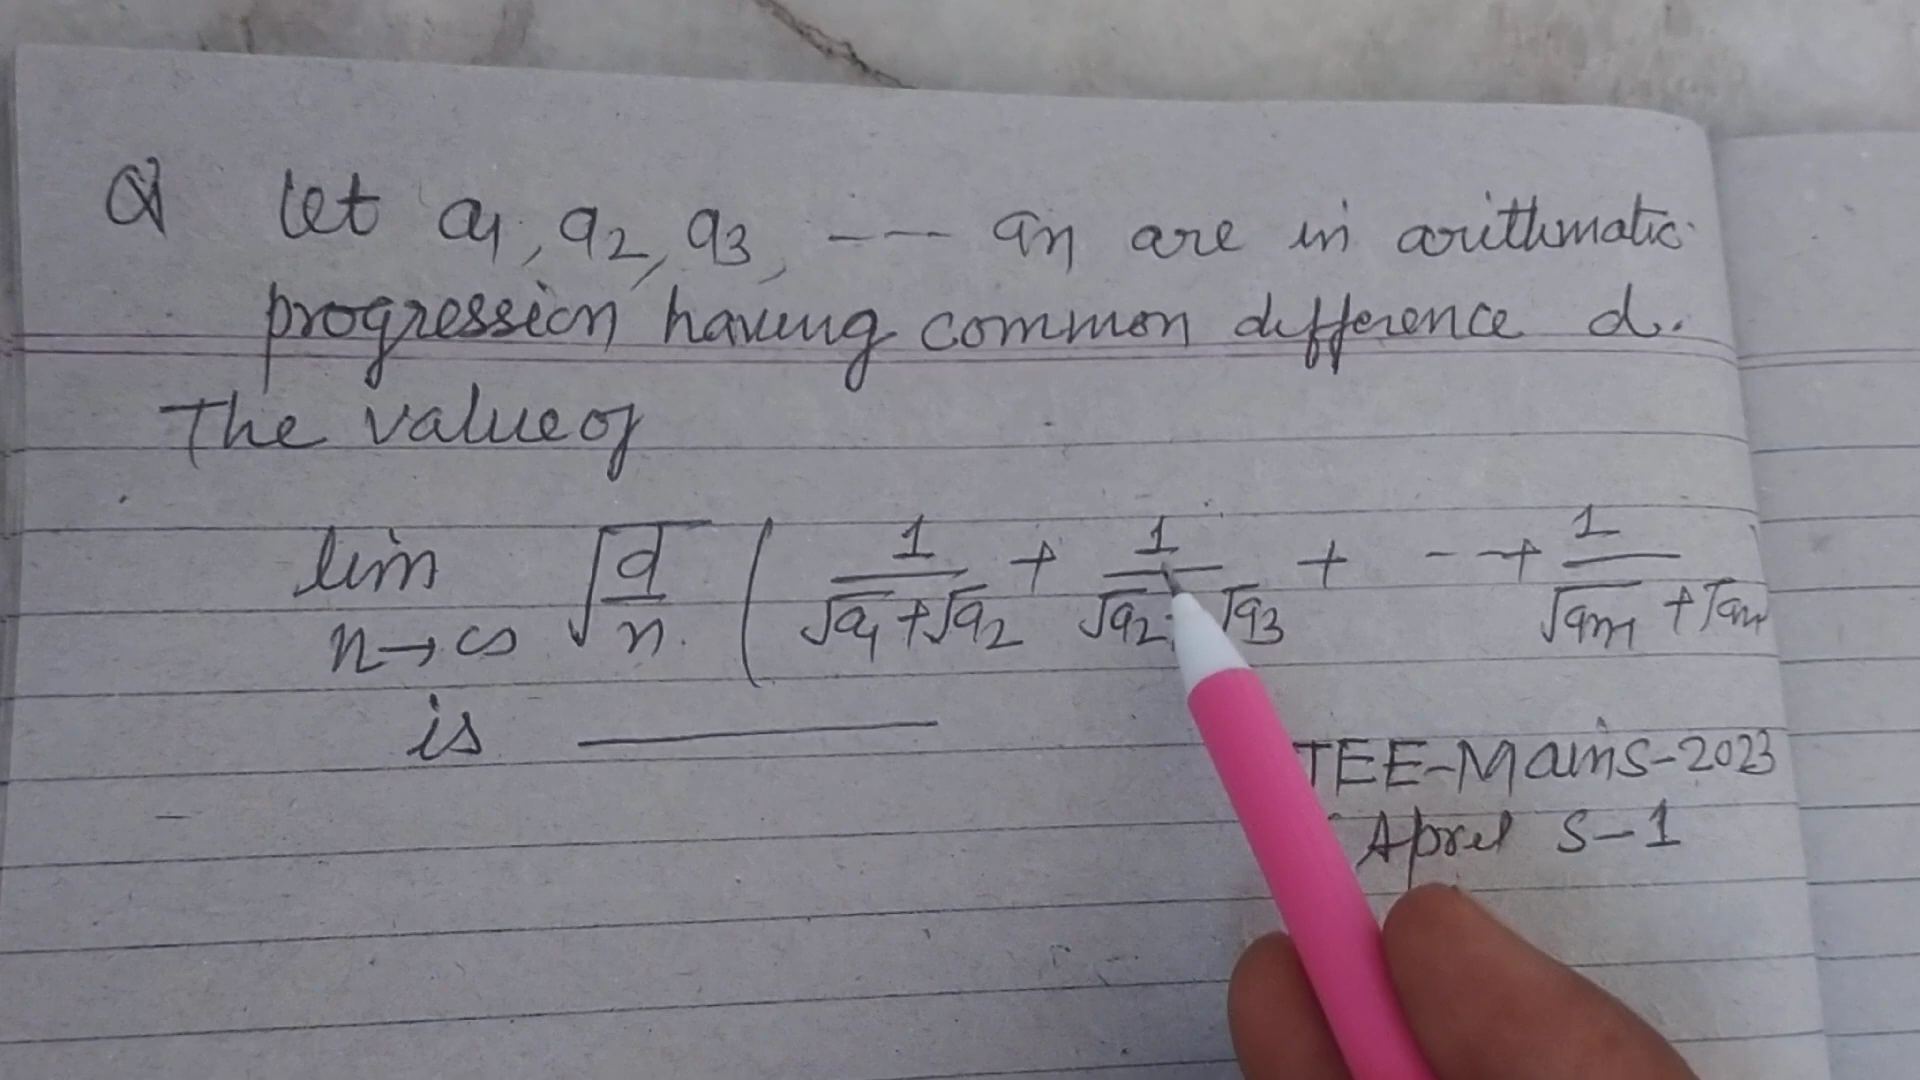 Q Let a1, a2, a3, --- an are in arithmatic
progression having common difference d.
The value of
lim n→∞ √(d/n) ( 1/(√a1+√a2) + 1/(√a2 √a3) + --+ 1/(√an-1 + √an)
is ______
JEE-Mains-2023
April S-1